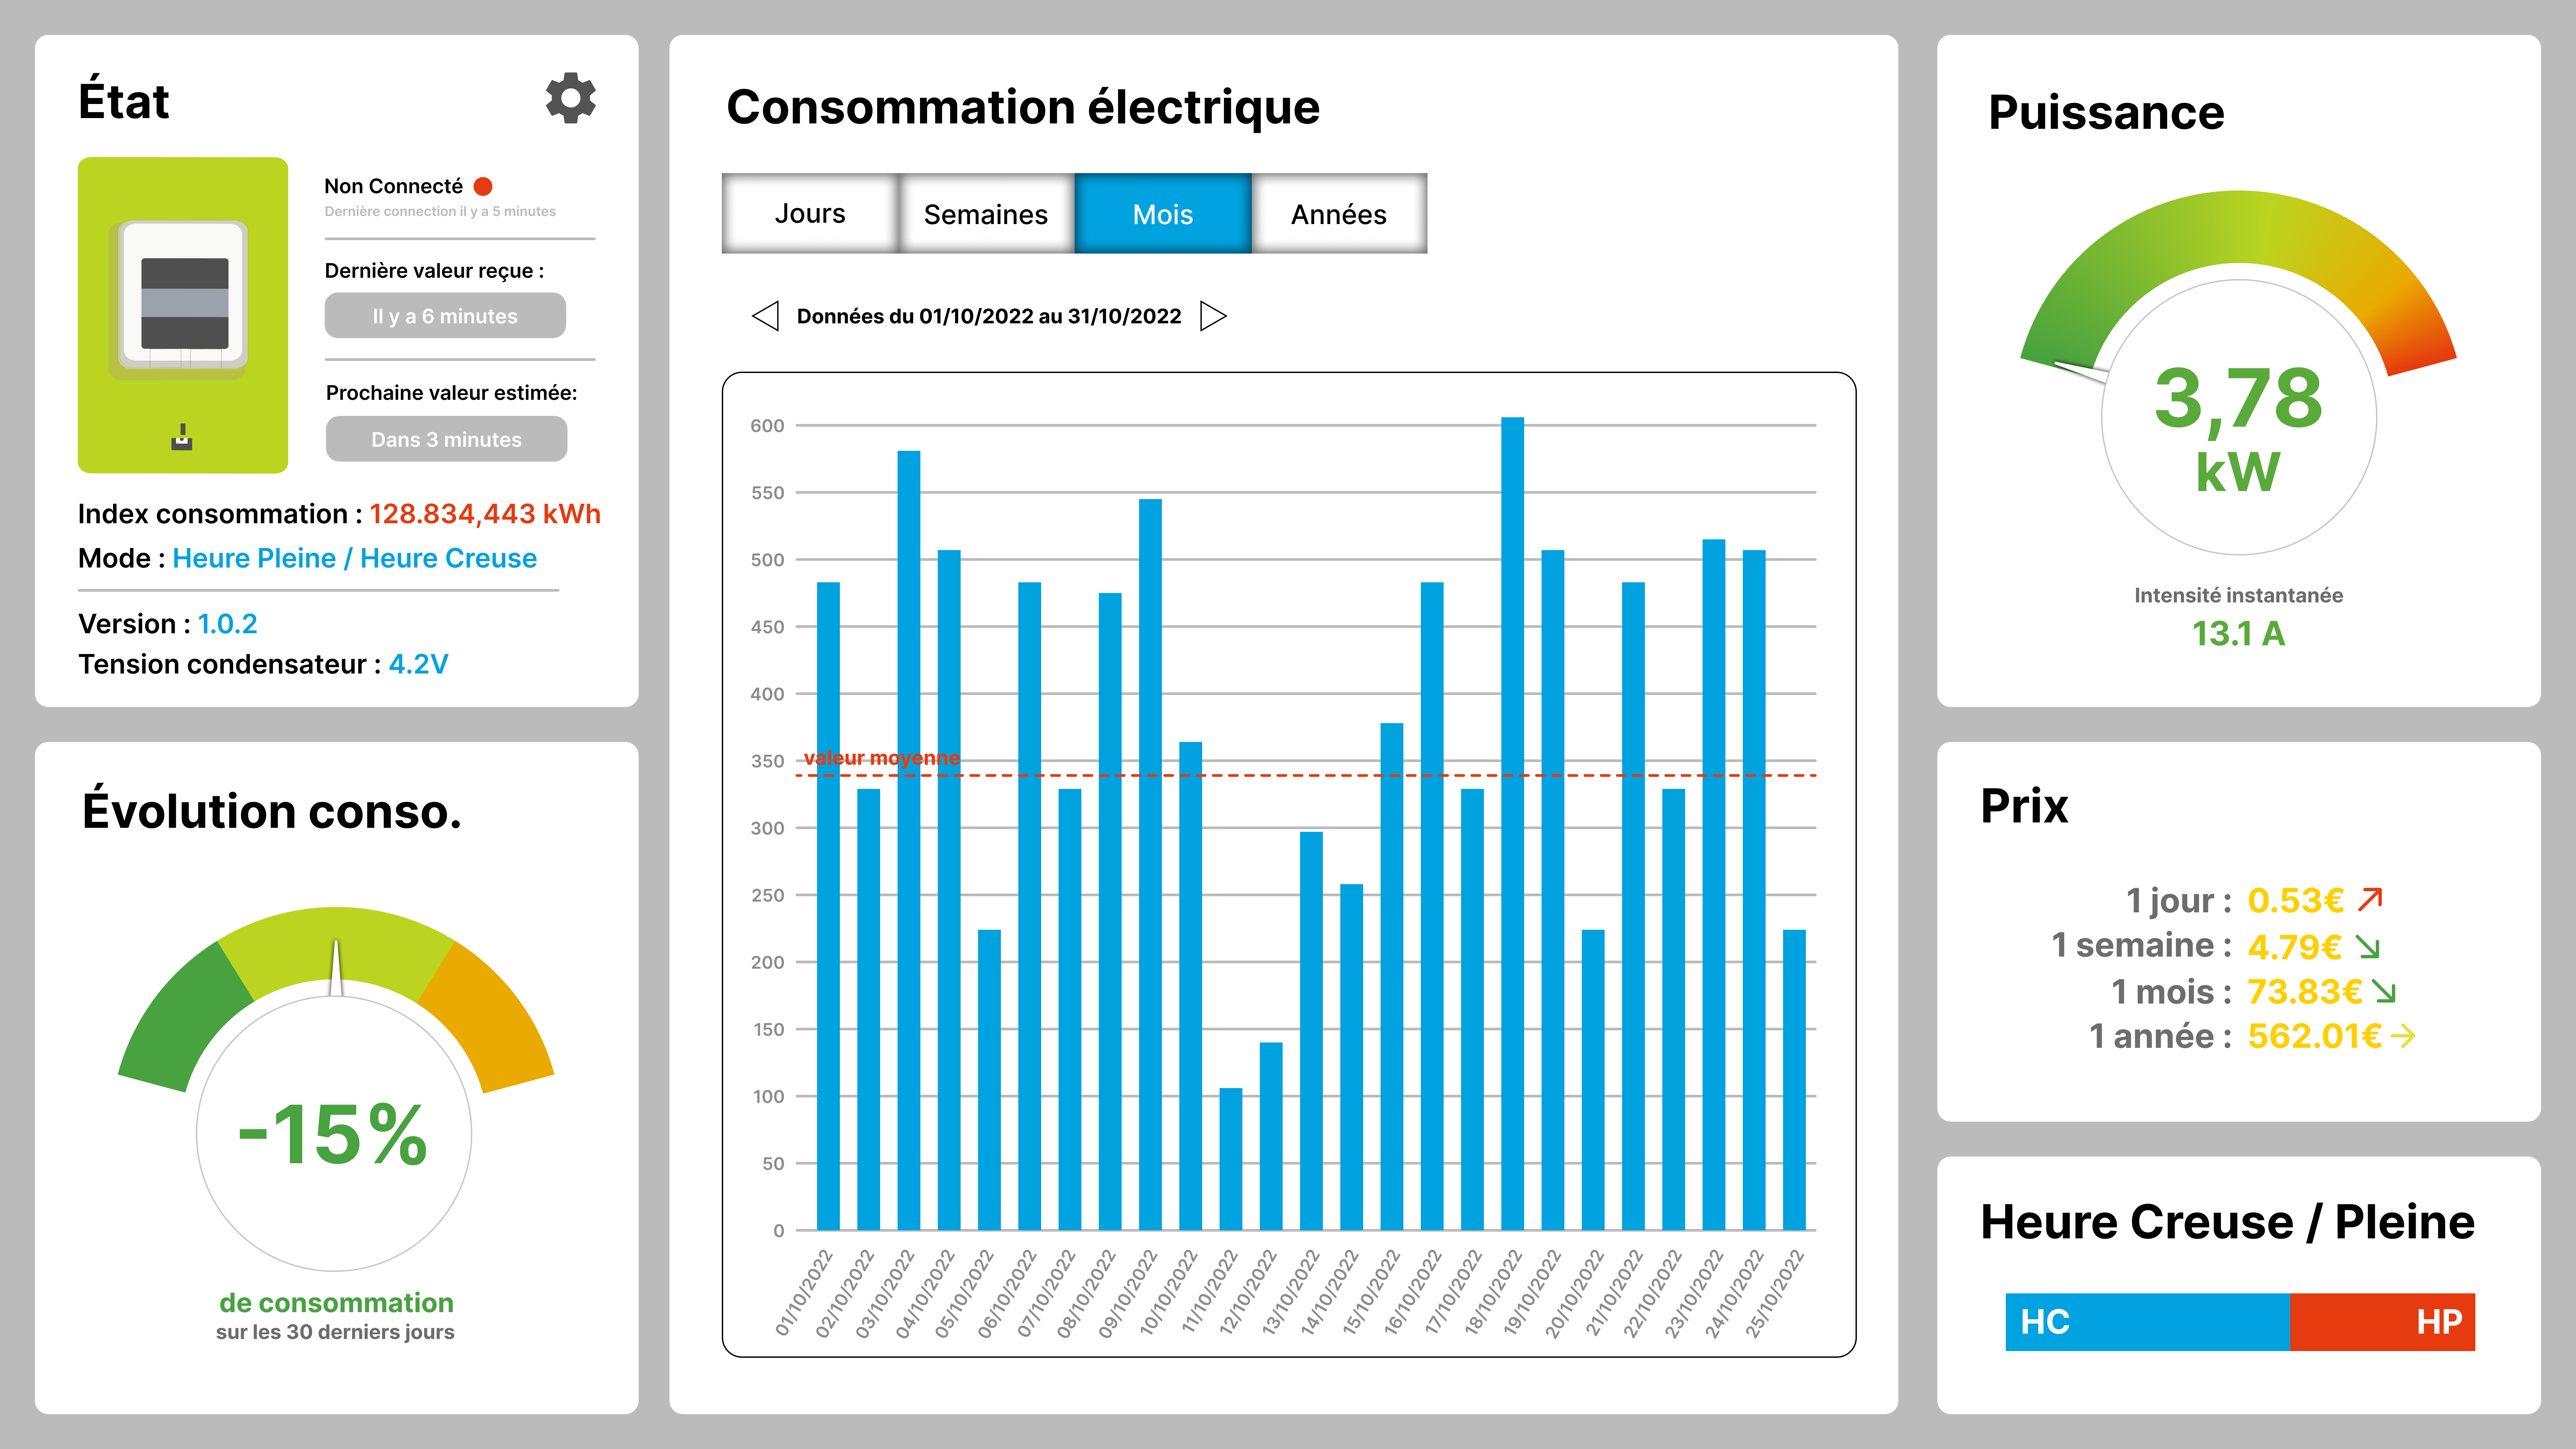 État
Non Connecté
Dernière connection il y a 5 minutes
Dernière valeur reçue :
Il y a 6 minutes
Prochaine valeur estimée:
Dans 3 minutes
Index consommation : 128.834,443 kWh
Mode : Heure Pleine / Heure Creuse
Version : 1.0.2
Tension condensateur : 4.2V
Évolution conso.
-15%
de consommation
sur les 30 derniers jours
Consommation électrique
Jours Semaines Mois Années
Données du 01/10/2022 au 31/10/2022
600
550
500
450
400
350
valeur moyenne
300
250
200
150
100
50
0
01/10/2022
02/10/2022
03/10/2022
04/10/2022
05/10/2022
06/10/2022
07/10/2022
08/10/2022
09/10/2022
10/10/2022
11/10/2022
12/10/2022
13/10/2022
14/10/2022
15/10/2022
16/10/2022
17/10/2022
18/10/2022
19/10/2022
20/10/2022
21/10/2022
22/10/2022
23/10/2022
24/10/2022
25/10/2022
Puissance
3,78
kW
Intensité instantanée
13.1 A
Prix
1 jour : 0.53€
1 semaine : 4.79€
1 mois : 73.83€
1 année : 562.01€
Heure Creuse / Pleine
HC HP